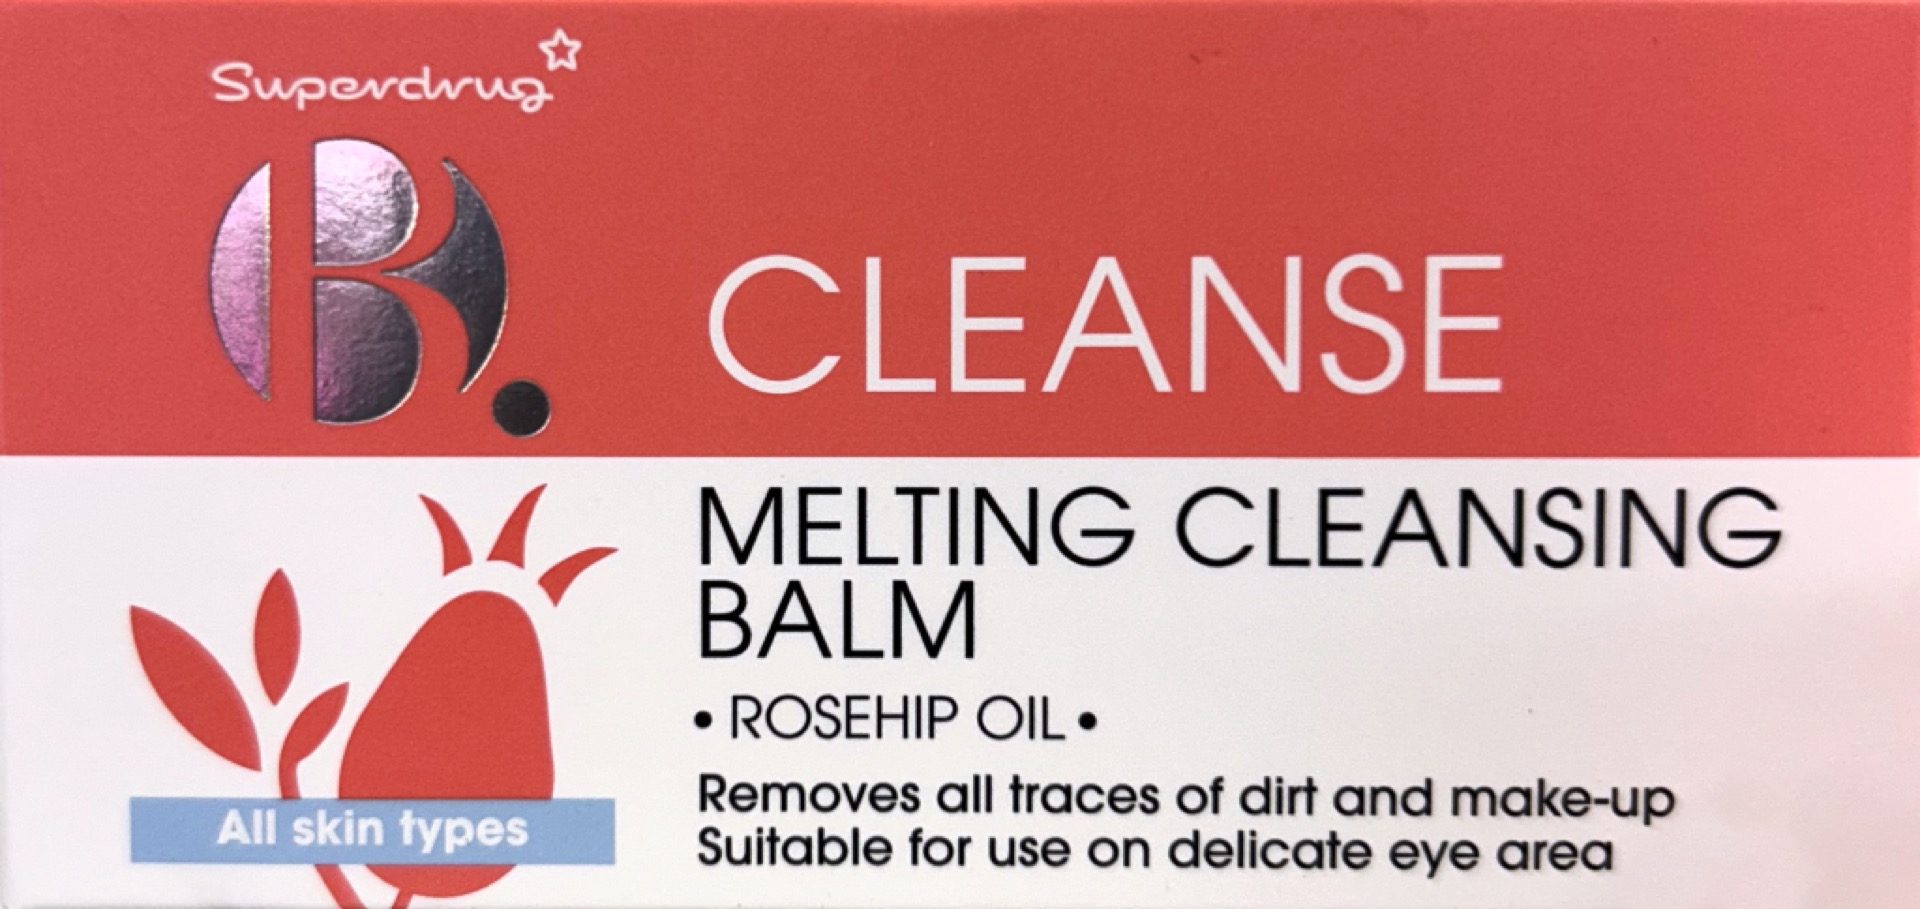 Superdrug
B.
CLEANSE
MELTING CLEANSING
BALM
• ROSEHIP OIL •
Removes all traces of dirt and make-up
Suitable for use on delicate eye area
All skin types